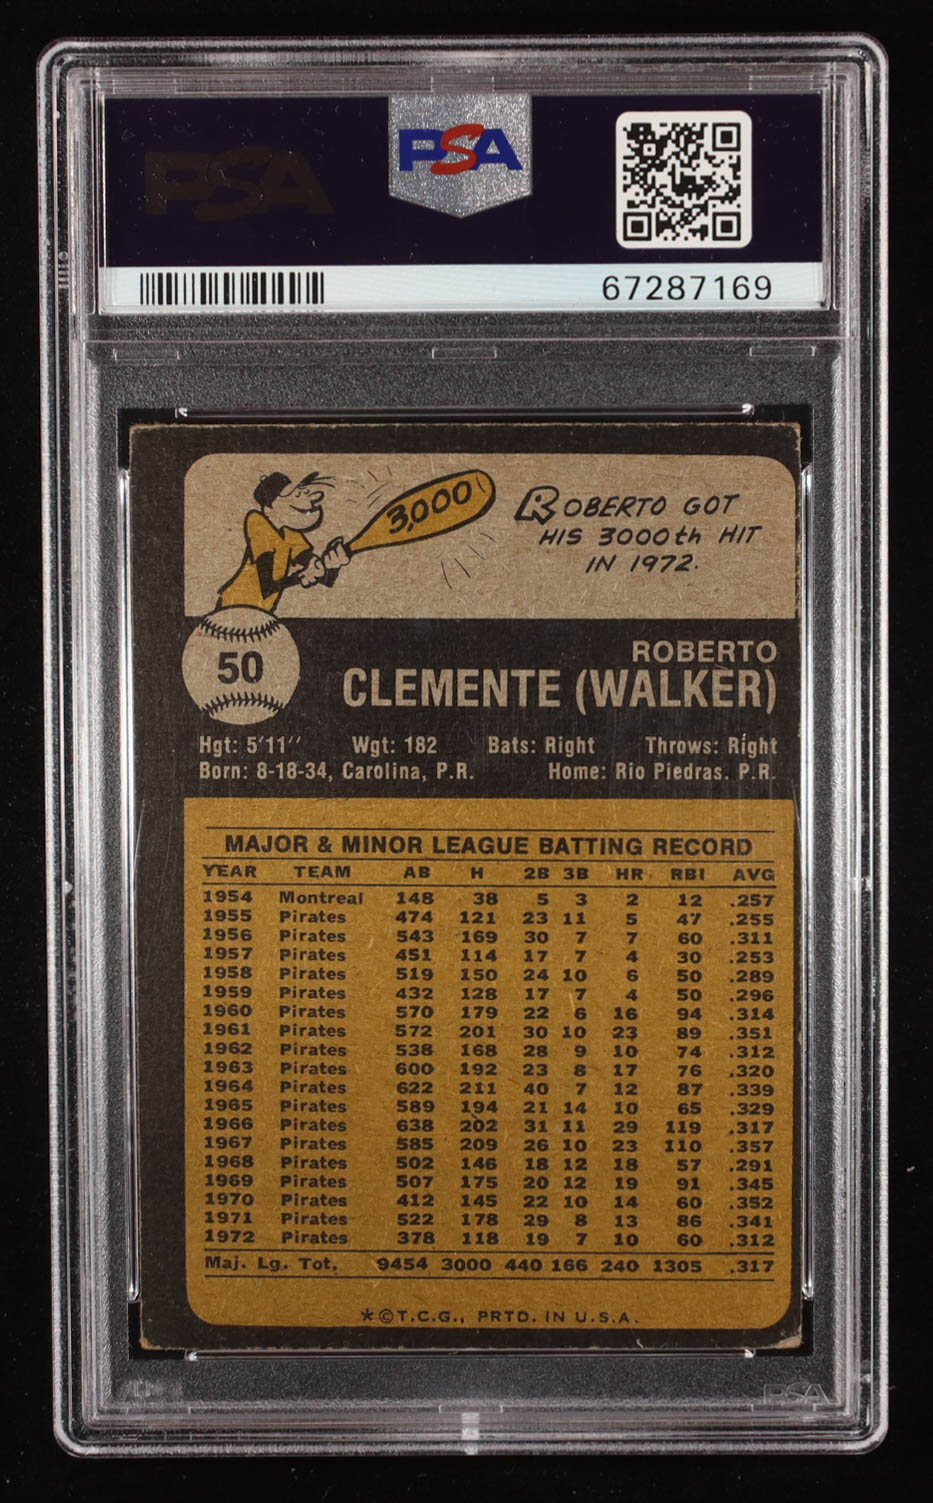 PSA
PSA
67287169
3,000
ROBERTO GOT
HIS 3000th HIT
IN 1972.
50
ROBERTO
CLEMENTE (WALKER)
Hgt: 5'11'' Wgt: 182 Bats: Right Throws: Right
Born: 8-18-34, Carolina, P.R. Home: Rio Piedras. P.R.
MAJOR & MINOR LEAGUE BATTING RECORD
YEAR TEAM AB H 2B 3B HR RBI AVG
1954 Montreal 148 38 5 3 2 12 .257
1955 Pirates 474 121 23 11 5 47 .255
1956 Pirates 543 169 30 7 7 60 .311
1957 Pirates 451 114 17 7 4 30 .253
1958 Pirates 519 150 24 10 6 50 .289
1959 Pirates 432 128 17 7 4 50 .296
1960 Pirates 570 179 22 6 16 94 .314
1961 Pirates 572 201 30 10 23 89 .351
1962 Pirates 538 168 28 9 10 74 .312
1963 Pirates 600 192 23 8 17 76 .320
1964 Pirates 622 211 40 7 12 87 .339
1965 Pirates 589 194 21 14 10 65 .329
1966 Pirates 638 202 31 11 29 119 .317
1967 Pirates 585 209 26 10 23 110 .357
1968 Pirates 502 146 18 12 18 57 .291
1969 Pirates 507 175 20 12 19 91 .345
1970 Pirates 412 145 22 10 14 60 .352
1971 Pirates 522 178 29 8 13 86 .341
1972 Pirates 378 118 19 7 10 60 .312
Maj. Lg. Tot. 9454 3000 440 166 240 1305 .317
*©T.C.G., PRTD. IN U.S.A.
PSA